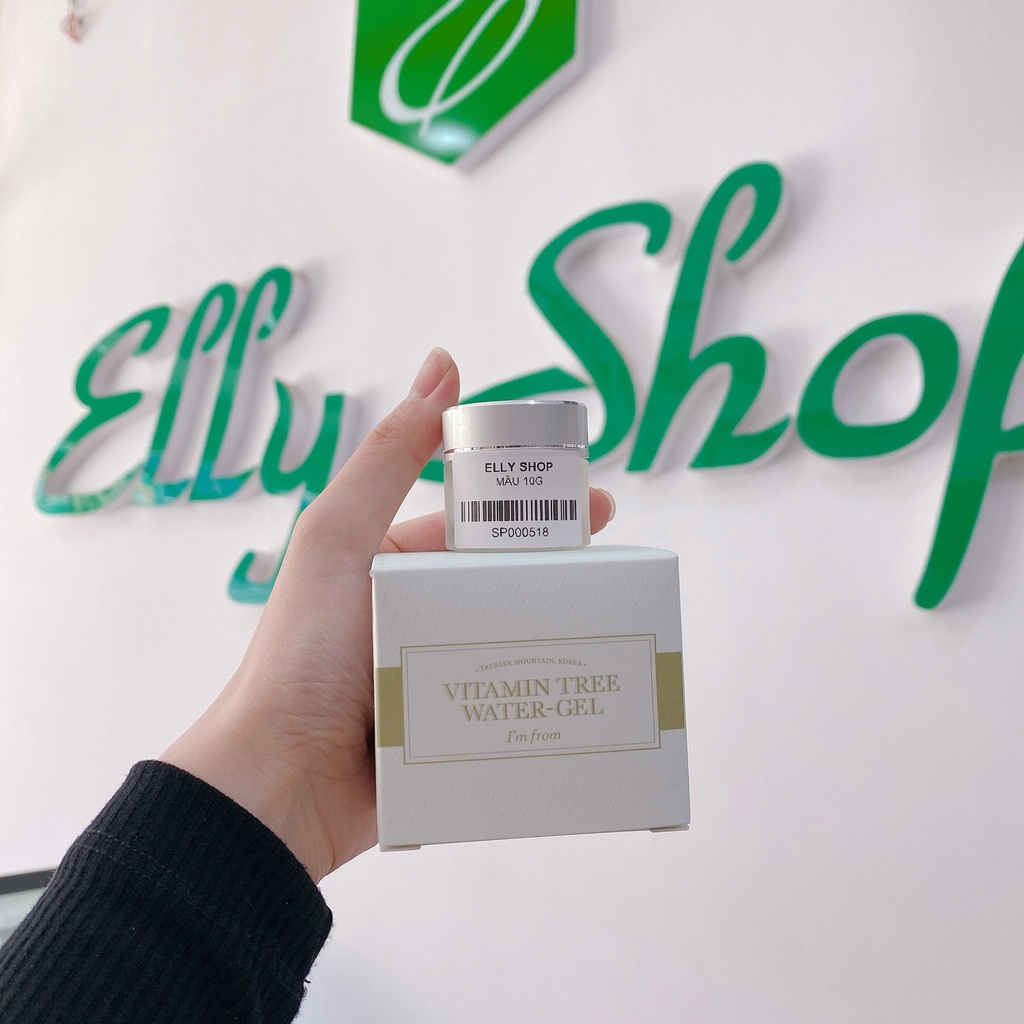 Elly Shop
ELLY SHOP
MẪU 10G
SP000518
• TAEBAEK MOUNTAIN, KOREA •
VITAMIN TREE
WATER-GEL
I'm from